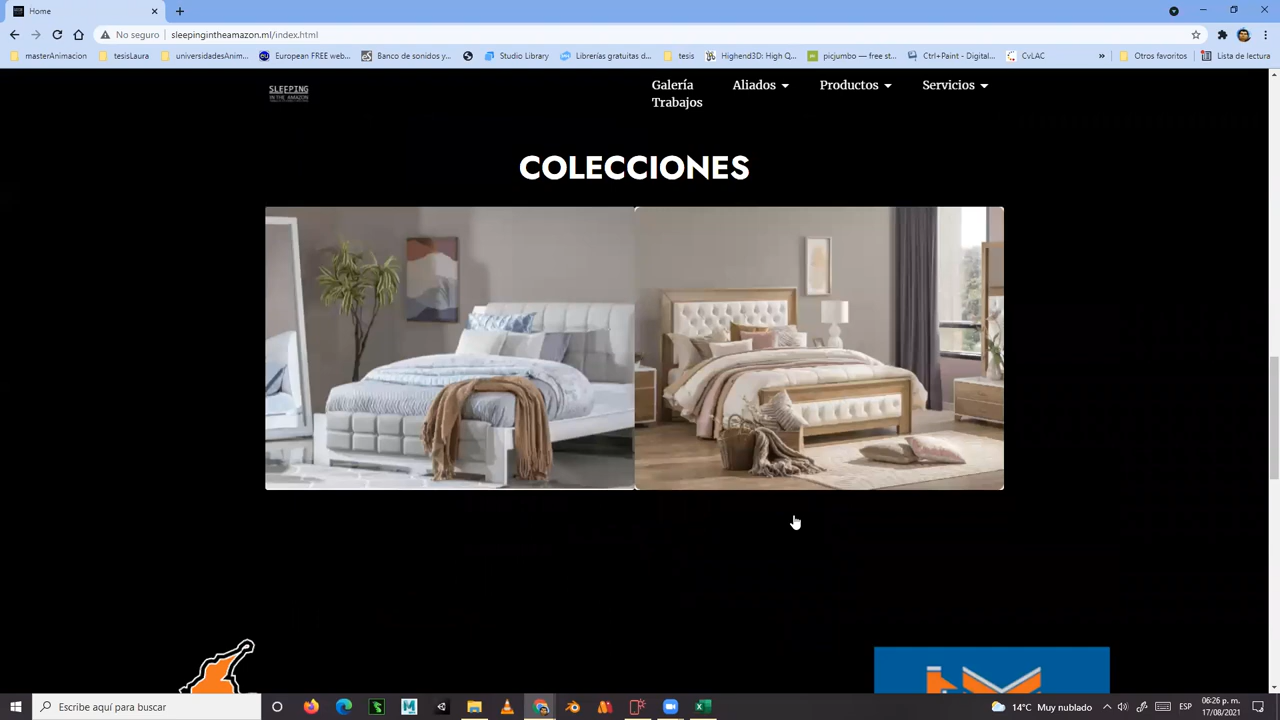 Home
No seguro
sleepingintheamazon.ml/index.html
masterAnimacion
tesisLaura
universidadesAnim...
European FREE web...
Banco de sonidos y...
Studio Library
Librerías gratuitas d...
tesis
Highend3D: High Q...
picjumbo — free st...
Ctrl+Paint - Digital...
CvLAC
»
Otros favoritos
Lista de lectura
SLEEPING
IN THE AMAZON
Galería
Trabajos
Aliados
Productos
Servicios
COLECCIONES
Escribe aquí para buscar
14°C Muy nublado
ESP
06:26 p. m.
17/08/2021